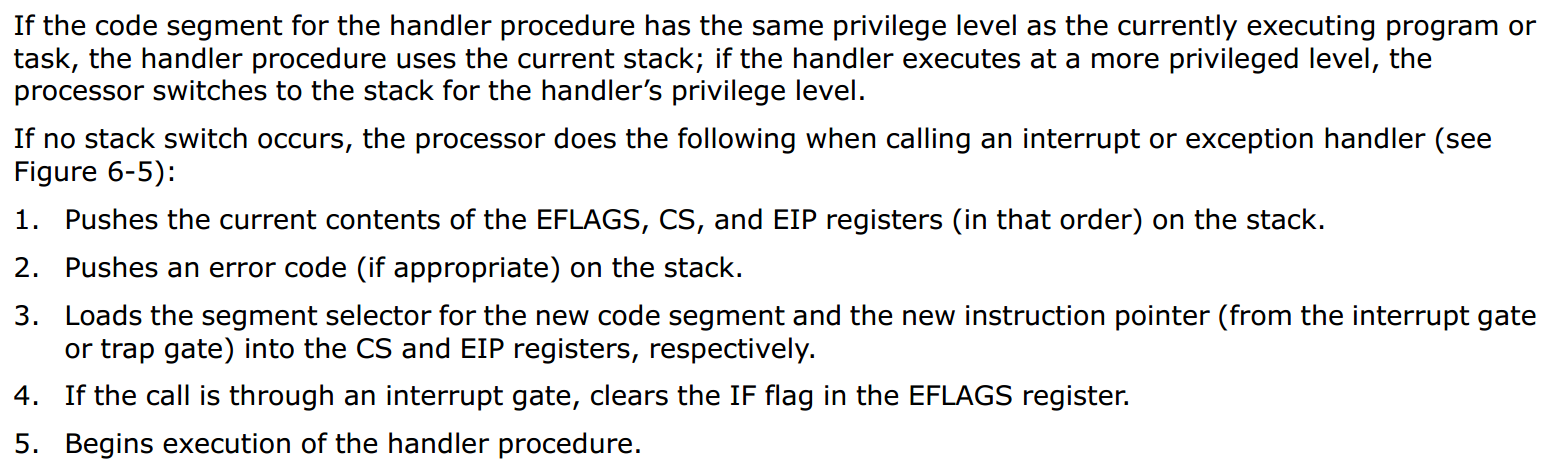 If the code segment for the handler procedure has the same privilege level as the currently executing program or
task, the handler procedure uses the current stack; if the handler executes at a more privileged level, the
processor switches to the stack for the handler’s privilege level.
If no stack switch occurs, the processor does the following when calling an interrupt or exception handler (see
Figure 6-5):
1. Pushes the current contents of the EFLAGS, CS, and EIP registers (in that order) on the stack.
2. Pushes an error code (if appropriate) on the stack.
3. Loads the segment selector for the new code segment and the new instruction pointer (from the interrupt gate
or trap gate) into the CS and EIP registers, respectively.
4. If the call is through an interrupt gate, clears the IF flag in the EFLAGS register.
5. Begins execution of the handler procedure.